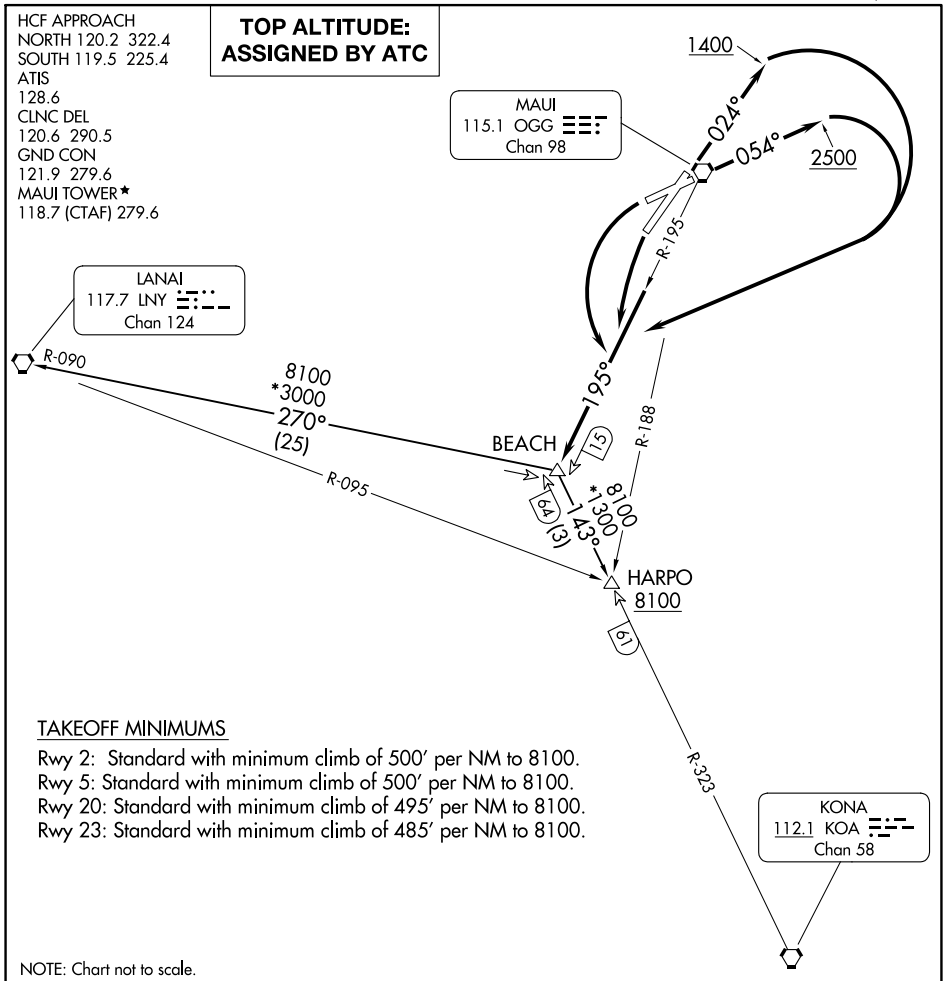 HCF APPROACH
NORTH 120.2 322.4
SOUTH 119.5 225.4
ATIS
128.6
CLNC DEL
120.6 290.5
GND CON
121.9 279.6
MAUI TOWER★
118.7 (CTAF) 279.6
TOP ALTITUDE:
ASSIGNED BY ATC
MAUI
115.1 OGG
Chan 98
1400
024°
054°
2500
R-195
LANAI
117.7 LNY
Chan 124
R-090
8100
*3000
270°
(25)
R-095
195°
R-188
BEACH
15
64
8100
*1300
143°
(3)
HARPO
8100
61
R-323
KONA
112.1 KOA
Chan 58
TAKEOFF MINIMUMS
Rwy 2: Standard with minimum climb of 500' per NM to 8100.
Rwy 5: Standard with minimum climb of 500' per NM to 8100.
Rwy 20: Standard with minimum climb of 495' per NM to 8100.
Rwy 23: Standard with minimum climb of 485' per NM to 8100.
NOTE: Chart not to scale.